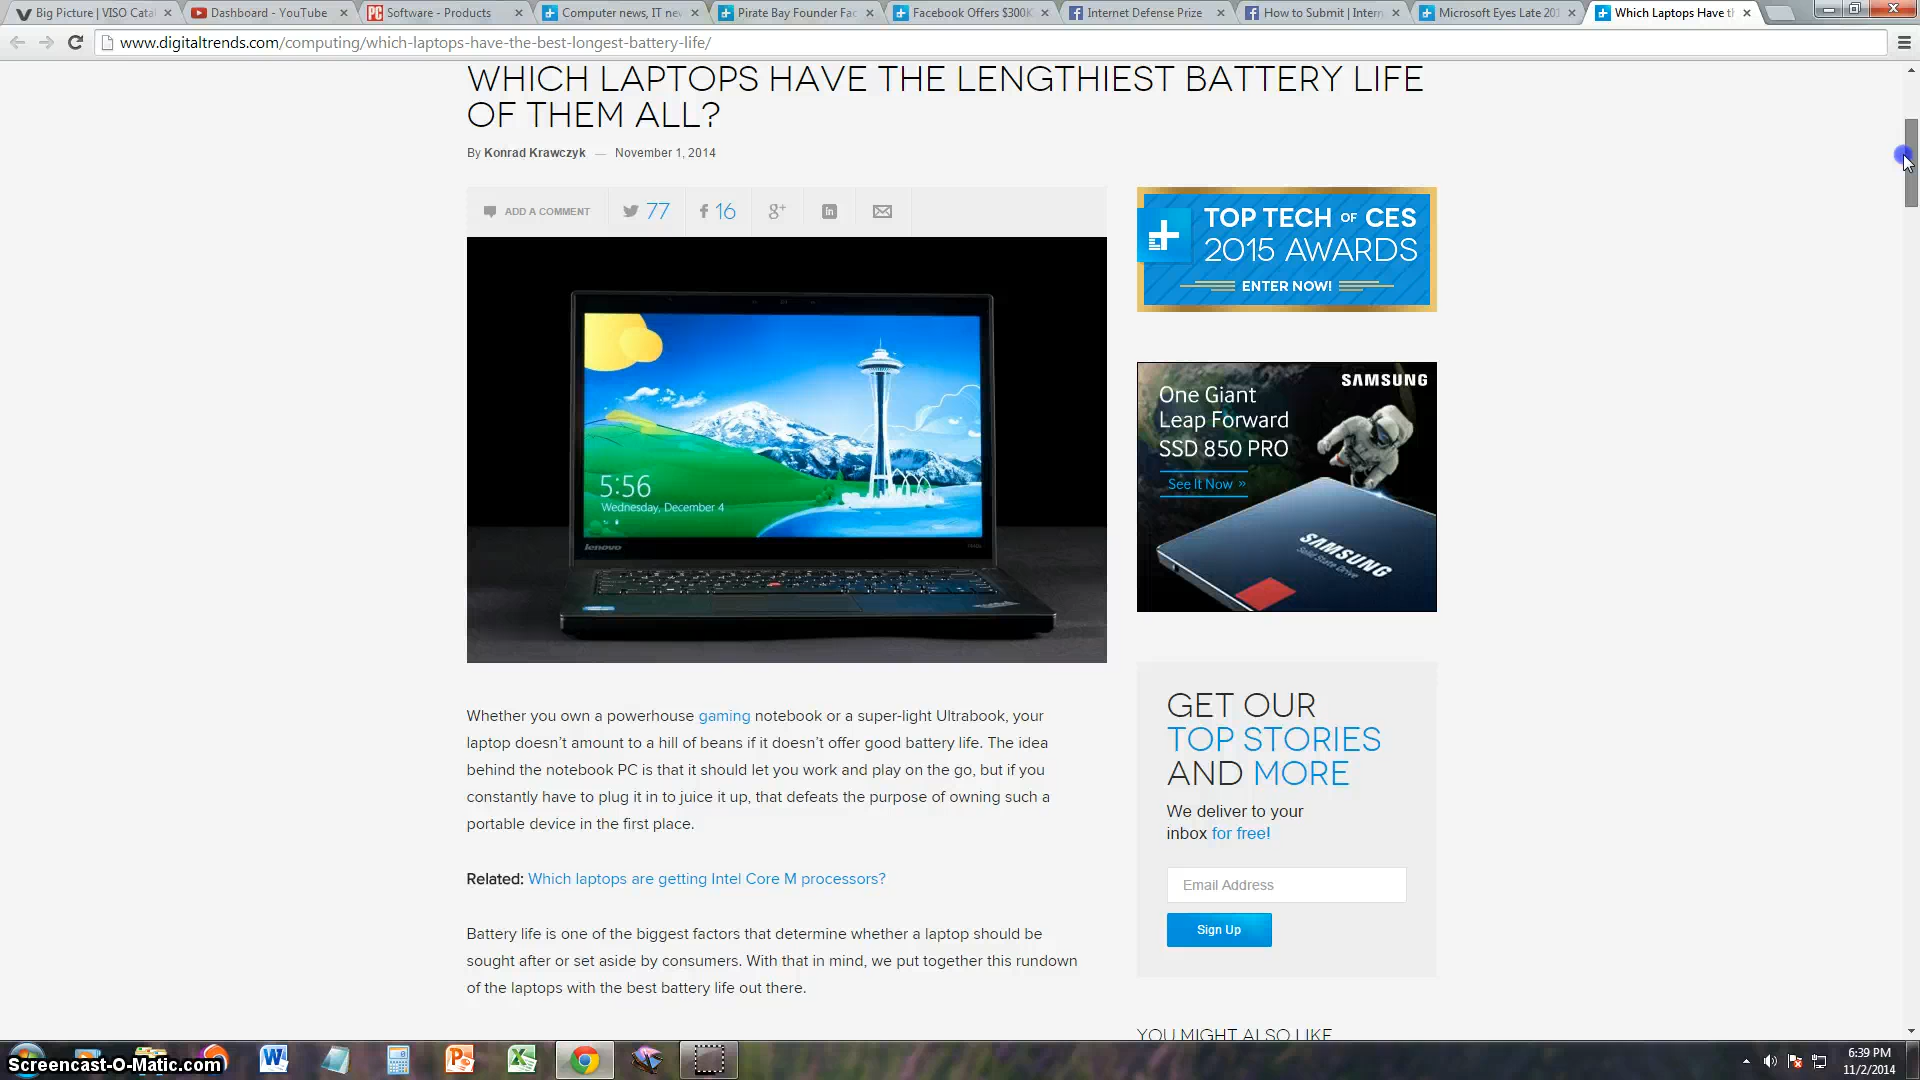 Big Picture | VISO Catal
Dashboard - YouTube
Software - Products
Computer news, IT nev
Pirate Bay Founder Fac
Facebook Offers $300K
Internet Defense Prize
How to Submit | Intern
Microsoft Eyes Late 201
Which Laptops Have th
www.digitaltrends.com/computing/which-laptops-have-the-best-longest-battery-life/
WHICH LAPTOPS HAVE THE LENGTHIEST BATTERY LIFE
OF THEM ALL?
By Konrad Krawczyk — November 1, 2014
ADD A COMMENT
77
16
g+
in
TOP TECH OF CES
2015 AWARDS
ENTER NOW!
5:56
Wednesday, December 4
lenovo
SAMSUNG
One Giant
Leap Forward
SSD 850 PRO
See It Now »
SAMSUNG
Solid State Drive
Whether you own a powerhouse gaming notebook or a super-light Ultrabook, your
laptop doesn't amount to a hill of beans if it doesn't offer good battery life. The idea
behind the notebook PC is that it should let you work and play on the go, but if you
constantly have to plug it in to juice it up, that defeats the purpose of owning such a
portable device in the first place.
Related: Which laptops are getting Intel Core M processors?
Battery life is one of the biggest factors that determine whether a laptop should be
sought after or set aside by consumers. With that in mind, we put together this rundown
of the laptops with the best battery life out there.
GET OUR
TOP STORIES
AND MORE
We deliver to your
inbox for free!
Email Address
Sign Up
YOU MIGHT ALSO LIKE
Screencast-O-Matic.com
6:39 PM
11/2/2014